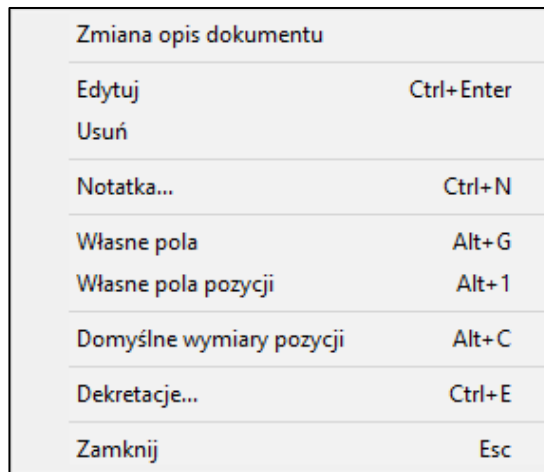 Zmiana opis dokumentu
Edytuj Ctrl+Enter
Usuń
Notatka... Ctrl+N
Własne pola Alt+G
Własne pola pozycji Alt+1
Domyślne wymiary pozycji Alt+C
Dekretacje... Ctrl+E
Zamknij Esc